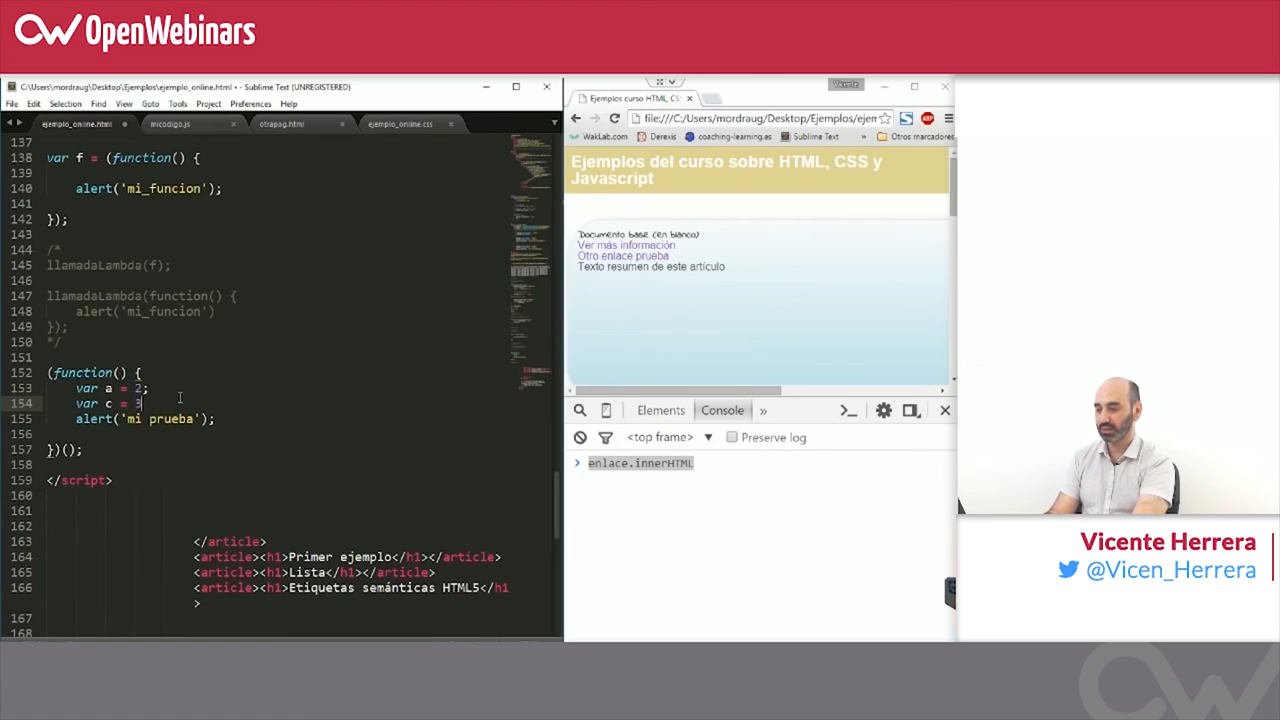 OpenWebinars
C:\Users\mordraug\Desktop\Ejemplos\ejemplo_online.html • - Sublime Text (UNREGISTERED)
File Edit Selection Find View Goto Tools Project Preferences Help
ejemplo_online.html micodigo.js otrapag.html ejemplo_online.css
137
138 var f = (function() {
139
140 alert('mi_funcion');
141
142 });
143
144 /*
145 llamadaLambda(f);
146
147 llamadaLambda(function() {
148 alert('mi_funcion')
149 });
150 */
151
152 (function() {
153 var a = 2;
154 var c = 3
155 alert('mi prueba');
156
157 })();
158
159 </script>
160
161
162
163 </article>
164 <article><h1>Primer ejemplo</h1></article>
165 <article><h1>Lista</h1></article>
166 <article><h1>Etiquetas semánticas HTML5</h1
>
167
168
Vicente
Ejemplos curso HTML, CS
file:///C:/Users/mordraug/Desktop/Ejemplos/ejem
ABP
WakLab.com Derexis coaching-learning.es Sublime Text » Otros marcadores
Ejemplos del curso sobre HTML, CSS y
Javascript
Documento base (en blanco)
Ver más información
Otro enlace prueba
Texto resumen de este artículo
Elements Console »
<top frame> Preserve log
enlace.innerHTML
Vicente Herrera
@Vicen_Herrera